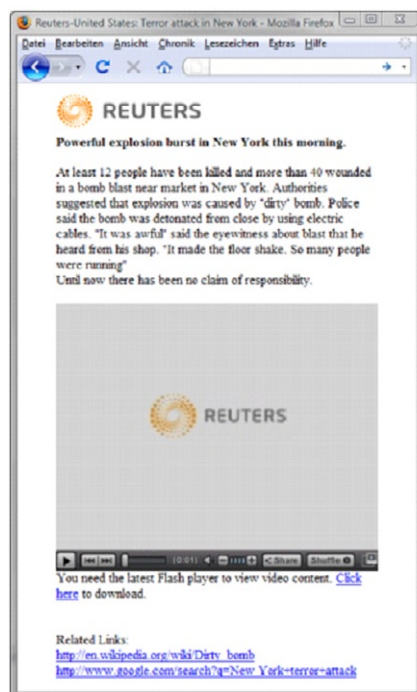 Reuters-United States: Terror attack in New York - Mozilla Firefox
Datei Bearbeiten Ansicht Chronik Lesezeichen Extras Hilfe
REUTERS
Powerful explosion burst in New York this morning.
At least 12 people have been killed and more than 40 wounded
in a bomb blast near market in New York. Authorities
suggested that explosion was caused by "dirty" bomb. Police
said the bomb was detonated from close by using electric
cables. "It was awful" said the eyewitness about blast that he
heard from his shop. "It made the floor shake. So many people
were running"
Until now there has been no claim of responsibility.
REUTERS
(0:01) Share Shuffle
You need the latest Flash player to view video content. Click
here to download.
Related Links:
http://en.wikipedia.org/wiki/Dirty_bomb
http://www.google.com/search?q=New York+terror+attack